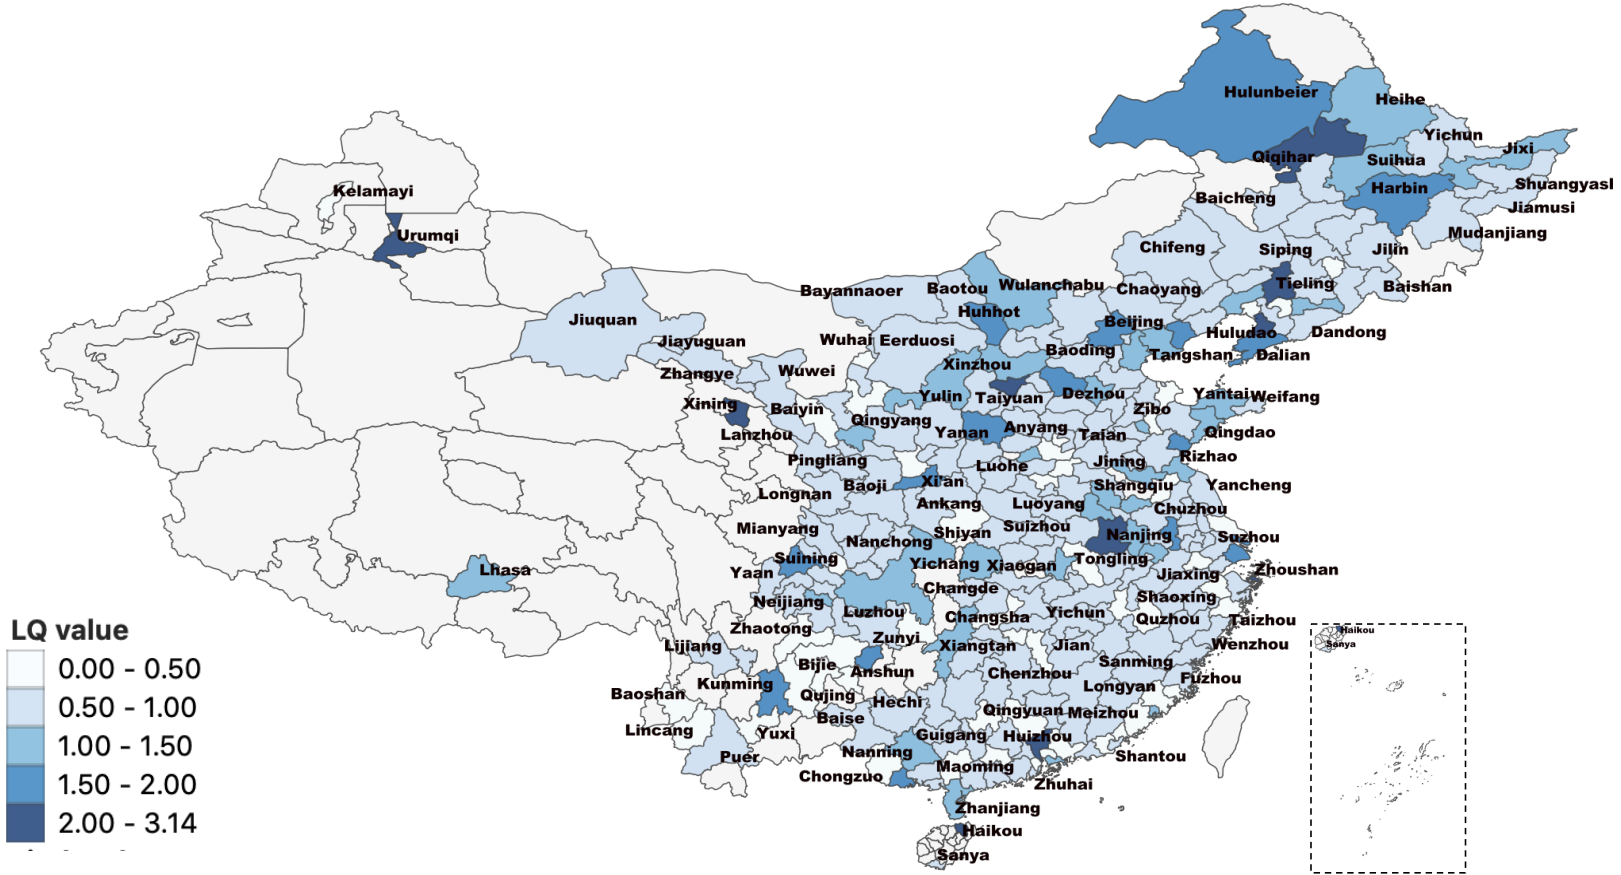 Hulunbeier
Heihe
Yichun
Jixi
Qiqihar
Suihua
Shuangyasl
Harbin
Kelamayi
Baicheng
Jiamusi
Mudanjiang
Urumqi
Chifeng
Siping
Jilin
Tieling
Baishan
Bayannaoer
Baotou
Wulanchabu
Chaoyang
Huhhot
Jiuquan
Beijing
Huludao
Dandong
Jiayuguan
Wuhai
Eerduosi
Baoding
Tangshan
Dalian
Zhangye
Wuwei
Xinzhou
Xining
Baiyin
Yulin
Taiyuan
Dezhou
Yantai
Weifang
Zibo
Lanzhou
Qingyang
Yanan
Anyang
Taian
Qingdao
Pingliang
Luohe
Jining
Rizhao
Longnan
Baoji
Xi'an
Shangqiu
Yancheng
Ankang
Luoyang
Chuzhou
Mianyang
Nanchong
Shiyan
Suizhou
Nanjing
Suzhou
Suining
Yichang
Xiaogan
Tongling
Lhasa
Yaan
Jiaxing
Zhoushan
Changde
Neijiang
Luzhou
Shaoxing
Changsha
Yichun
Quzhou
Taizhou
LQ value
Zhaotong
Zunyi
Haikou
Lijiang
Xiangtan
Jian
Wenzhou
Sanya
0.00 - 0.50
Bijie
Anshun
Chenzhou
Sanming
Fuzhou
Kunming
Longyan
Baoshan
Qujing
Hechi
0.50 - 1.00
Baise
Qingyuan
Meizhou
Lincang
Yuxi
Guigang
Huizhou
1.00 - 1.50
Puer
Nanning
Shantou
Chongzuo
Maoming
Zhuhai
1.50 - 2.00
Zhanjiang
2.00 - 3.14
Haikou
Sanya